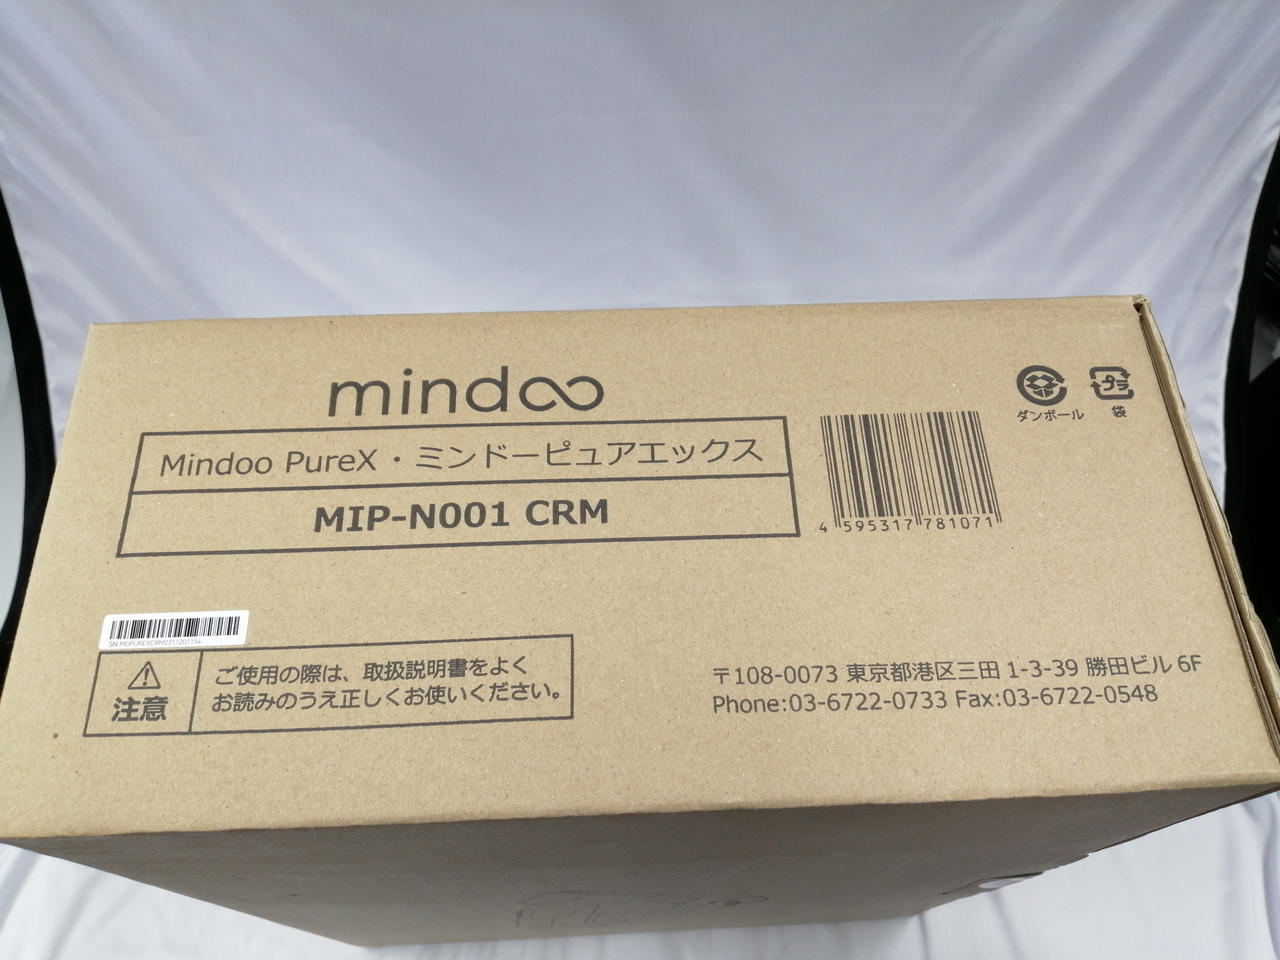 mindoo
Mindoo PureX・ミンドーピュアエックス
MIP-N001 CRM
4 595317 781071
ダンボール
プラ
袋
SN:MDPUREXCRM2311201154
注意
ご使用の際は、取扱説明書をよく
お読みのうえ正しくお使いください。
〒108-0073 東京都港区三田 1-3-39 勝田ビル 6F
Phone:03-6722-0733 Fax:03-6722-0548